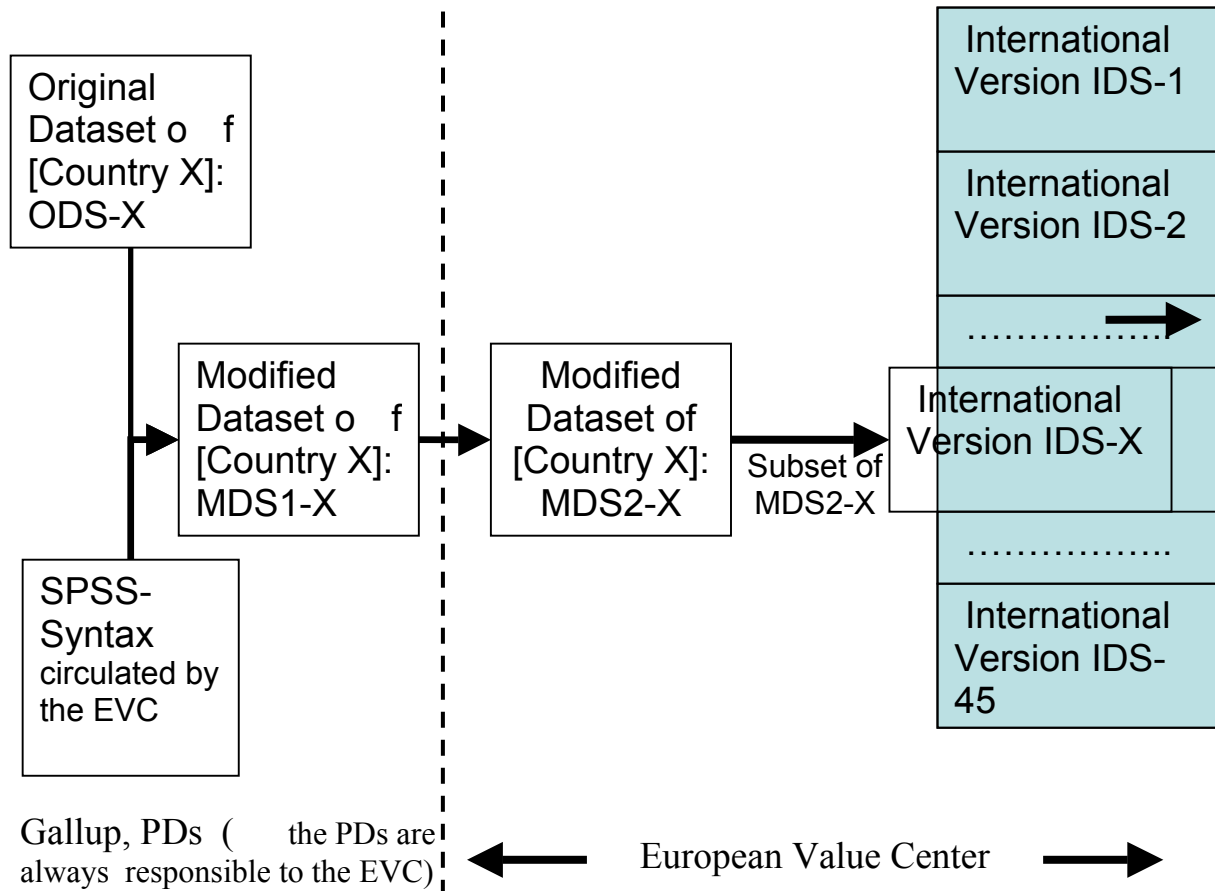 Original
Dataset o f
[Country X]:
ODS-X
SPSS-
Syntax
circulated by
the EVC
Modified
Dataset o f
[Country X]:
MDS1-X
Modified
Dataset of
[Country X]:
MDS2-X
Subset of
MDS2-X
International
Version IDS-1
International
Version IDS-2
………………
International
Version IDS-X
………………..
International
Version IDS-
45
Gallup, PDs ( the PDs are
always responsible to the EVC)
European Value Center